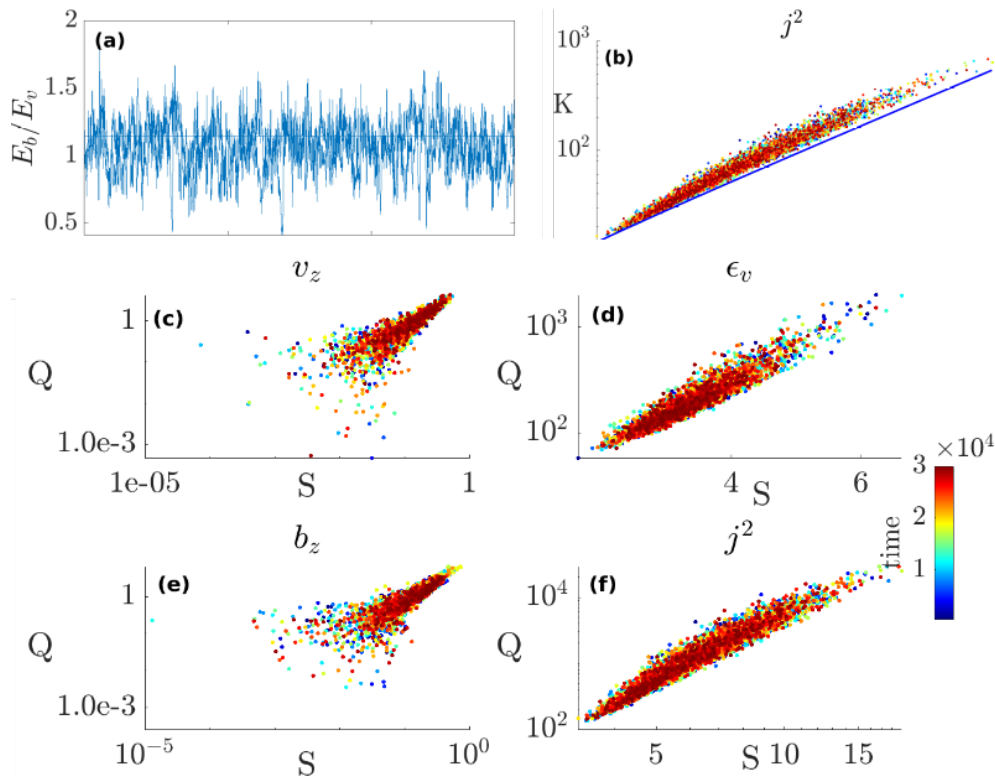 (a)
2
1.5
1
0.5
E_b/E_v
j^2
(b)
10^3
K
10^2
v_z
(c)
1
Q
1.0e-3
1e-05
S
1
ϵ_v
(d)
10^3
Q
10^2
4
S
6
×10^4
3
2
1
time
b_z
(e)
1
Q
1.0e-3
10^-5
S
10^0
j^2
(f)
10^4
Q
10^2
5
S
10
15